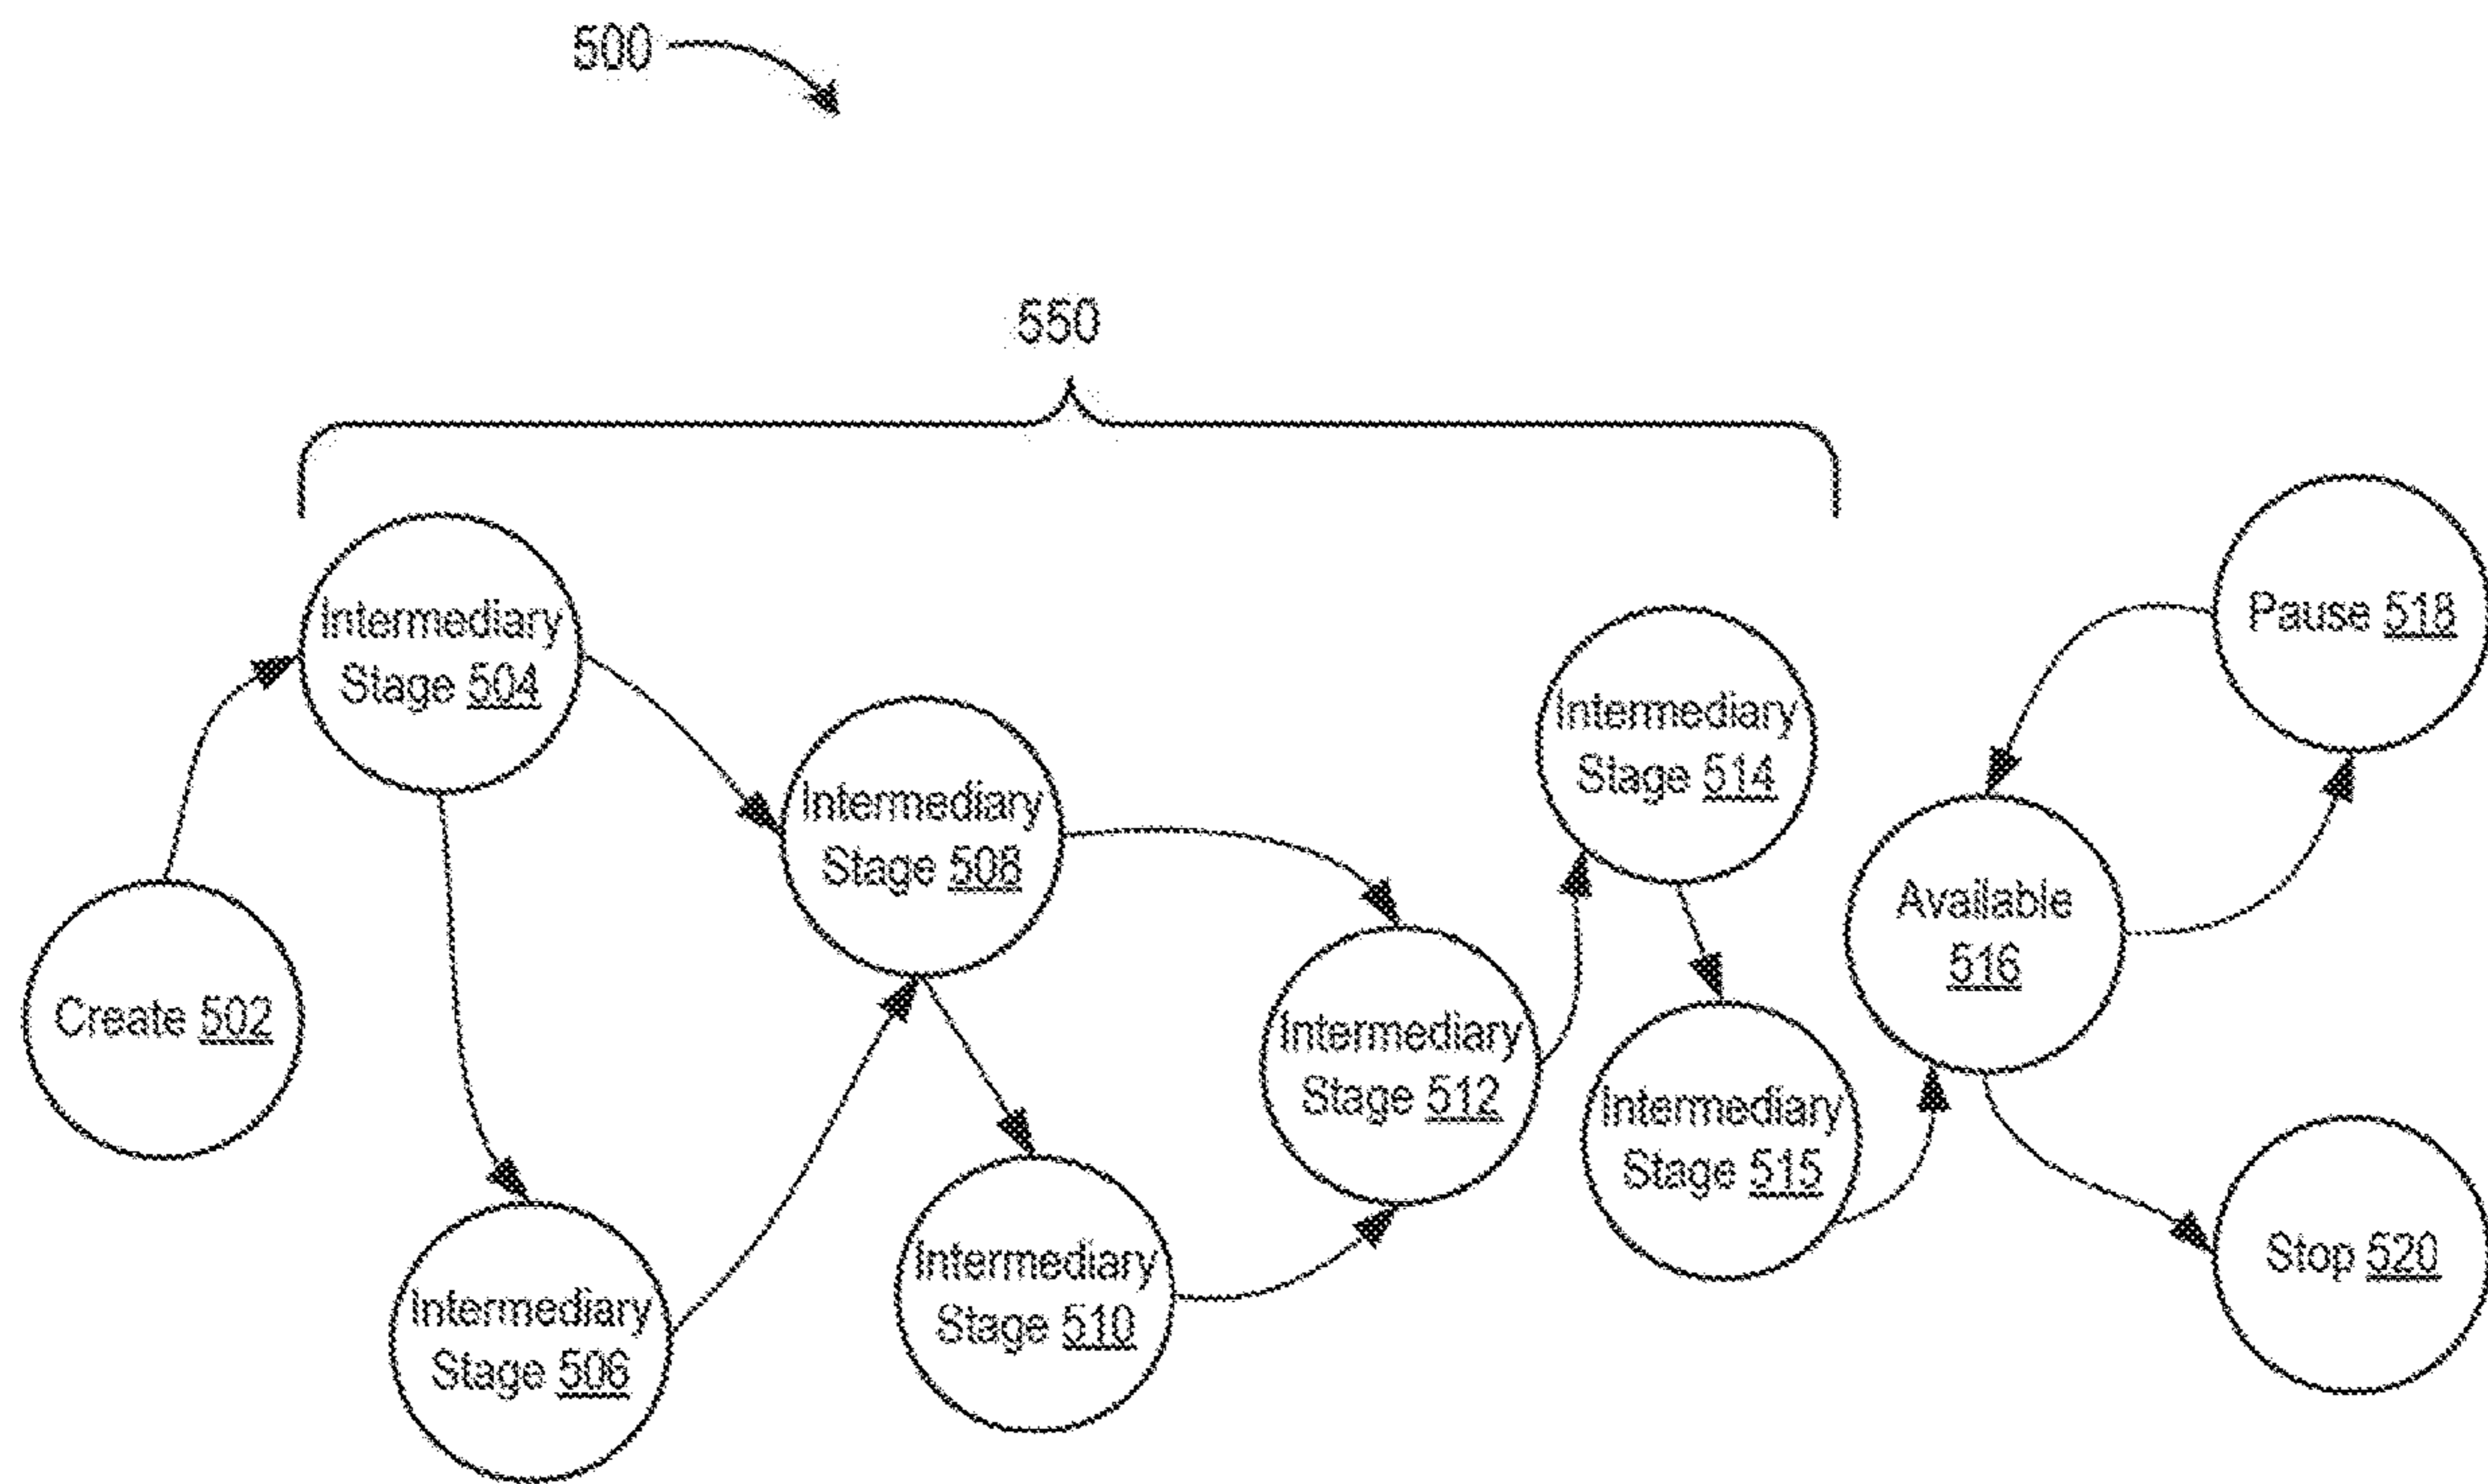 500
550
Intermediary
Stage 504
Pause 518
Intermediary
Stage 514
Intermediary
Stage 508
Available
516
Create 502
Intermediary
Stage 512
Intermediary
Stage 515
Intermediary
Stage 510
Stop 520
Intermediary
Stage 506